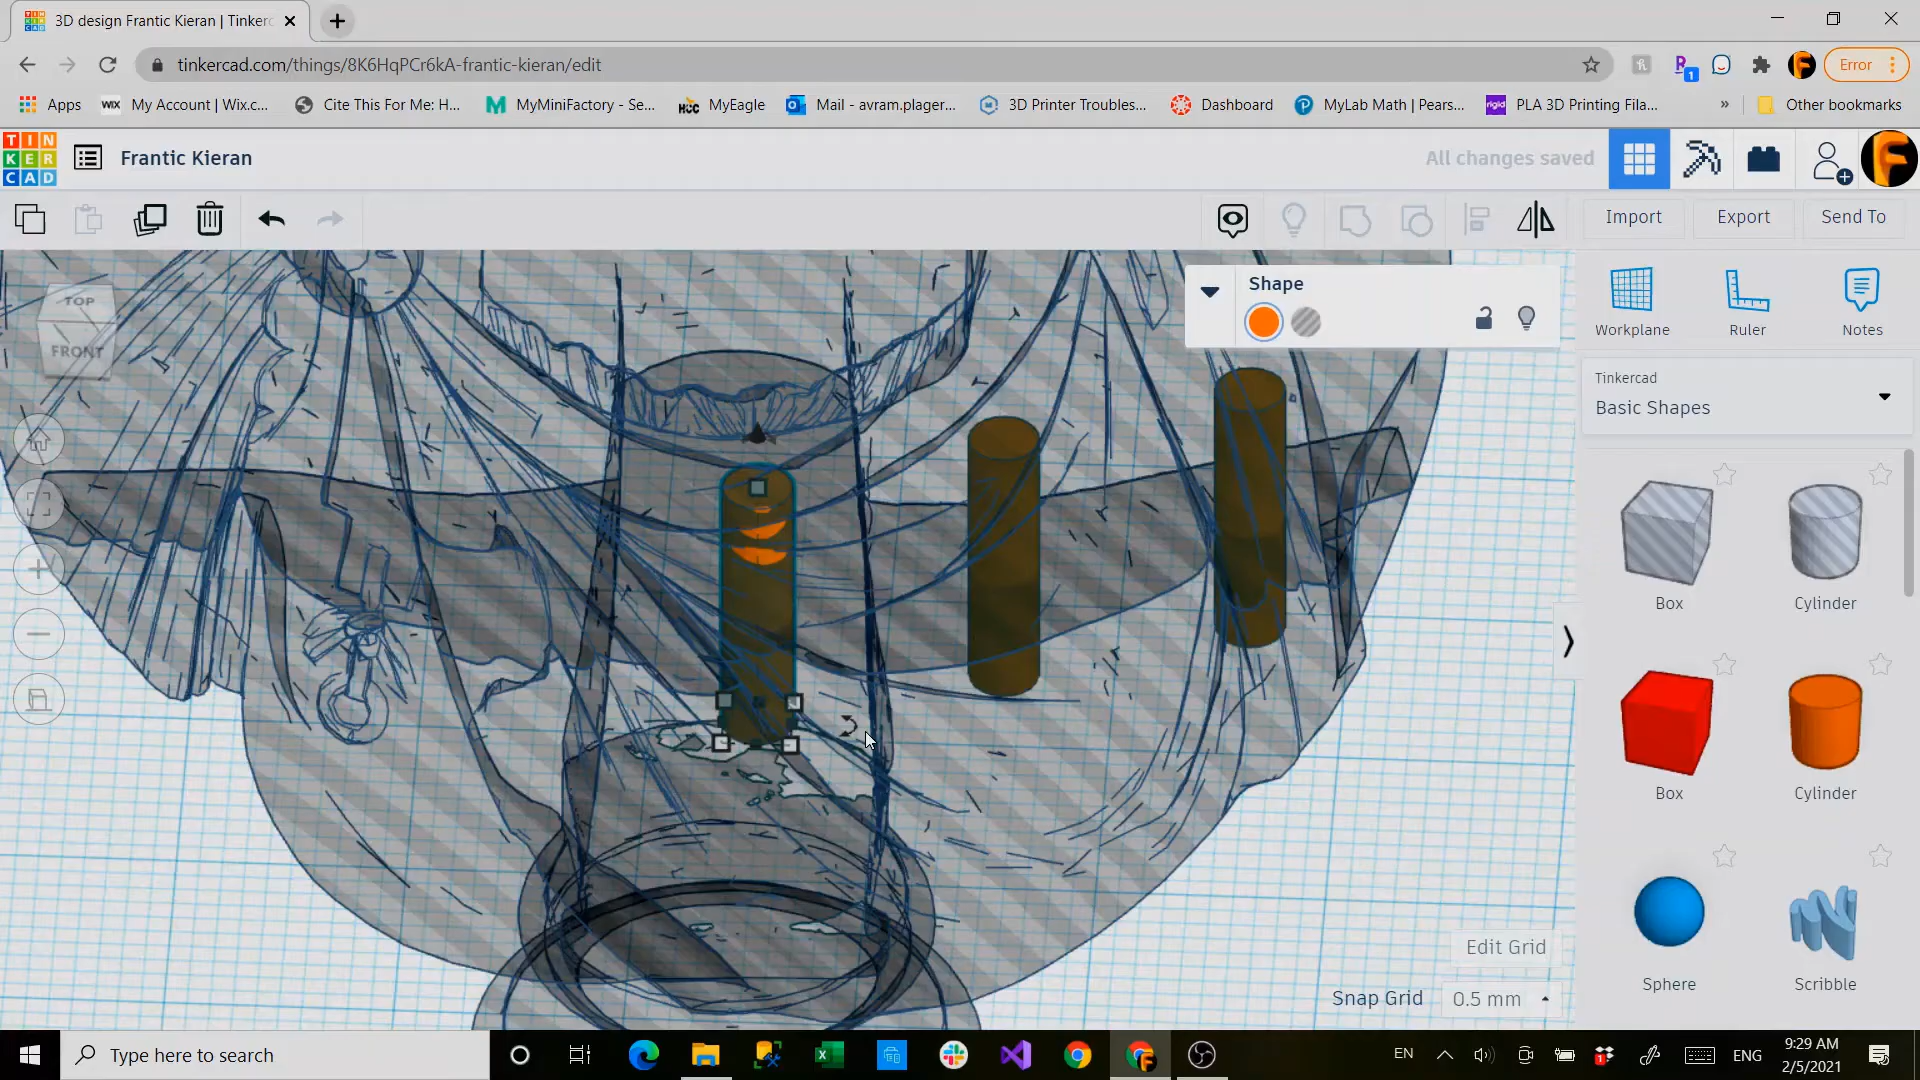 3D design Frantic Kieran | Tinkerc
tinkercad.com/things/8K6HqPCr6kA-frantic-kieran/edit
Error
Apps
WIX My Account | Wix.c...
Cite This For Me: H...
MyMiniFactory - Se...
HCC MyEagle
Mail - avram.plager...
3D Printer Troubles...
Dashboard
MyLab Math | Pears...
rigid PLA 3D Printing Fila...
»
Other bookmarks
TIN
KER
CAD
Frantic Kieran
All changes saved
Import
Export
Send To
TOP
FRONT
Shape
Workplane
Ruler
Notes
Tinkercad
Basic Shapes
Box
Cylinder
Box
Cylinder
Sphere
Scribble
Edit Grid
Snap Grid
0.5 mm
Type here to search
EN
ENG
9:29 AM
2/5/2021